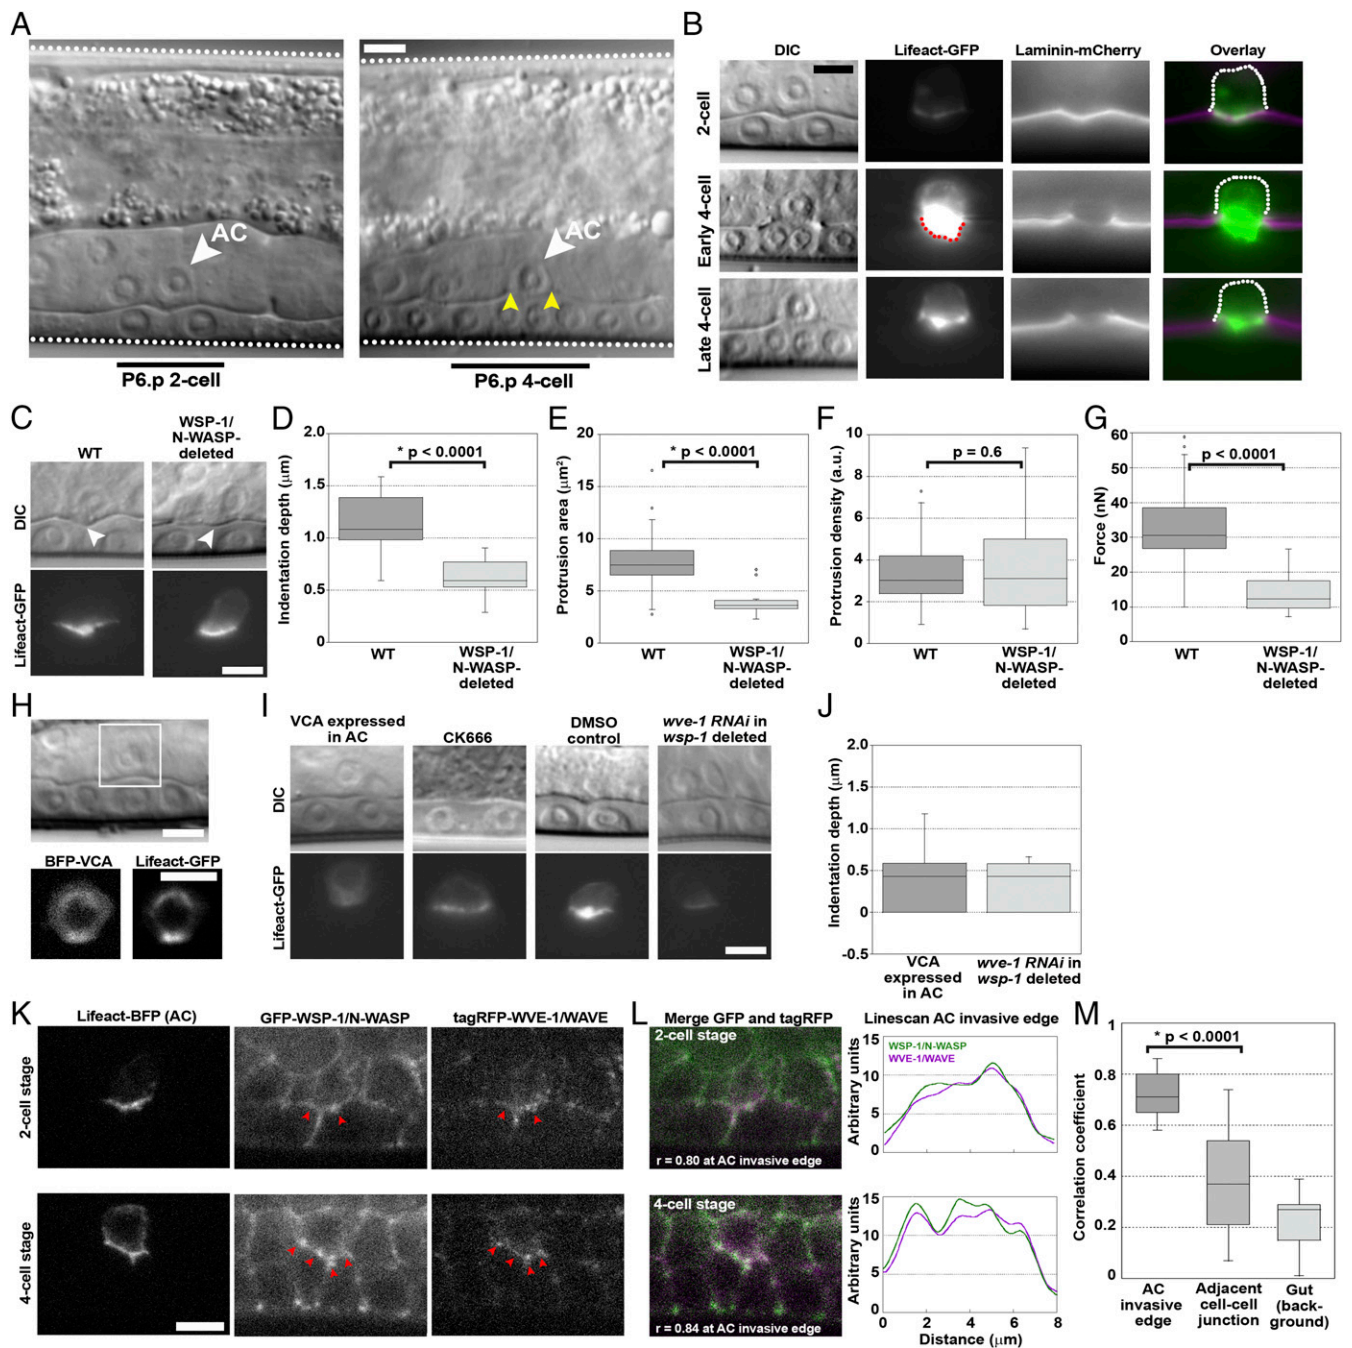 A
AC
AC
P6.p 2-cell
P6.p 4-cell
B
DIC
Lifeact-GFP
Laminin-mCherry
Overlay
2-cell
Early 4-cell
Late 4-cell
C
WT
WSP-1/
N-WASP-
deleted
DIC
Lifeact-GFP
D
Indentation depth (μm)
2.0
1.5
1.0
0.5
0
* p < 0.0001
WT
WSP-1/
N-WASP-
deleted
E
Protrusion area (μm²)
20
15
10
5
0
* p < 0.0001
WT
WSP-1/
N-WASP-
deleted
F
Protrusion density (a.u.)
10
8
6
4
2
0
p = 0.6
WT
WSP-1/
N-WASP-
deleted
G
Force (nN)
60
50
40
30
20
10
0
p < 0.0001
WT
WSP-1/
N-WASP-
deleted
H
BFP-VCA
Lifeact-GFP
I
VCA expressed
in AC
CK666
DMSO
control
wve-1 RNAi in
wsp-1 deleted
DIC
Lifeact-GFP
J
Indentation depth (μm)
2.0
1.5
1.0
0.5
0
-0.5
VCA
expressed
in AC
wve-1 RNAi in
wsp-1 deleted
K
Lifeact-BFP (AC)
GFP-WSP-1/N-WASP
tagRFP-WVE-1/WAVE
2-cell stage
4-cell stage
L
Merge GFP and tagRFP
2-cell stage
r = 0.80 at AC invasive edge
4-cell stage
r = 0.84 at AC invasive edge
Linescan AC invasive edge
WSP-1/N-WASP
WVE-1/WAVE
Arbitrary units
15
10
5
0
Arbitrary units
15
10
5
0
0 2 4 6 8
Distance (μm)
M
Correlation coefficient
1.0
0.8
0.6
0.4
0.2
0
* p < 0.0001
AC
invasive
edge
Adjacent
cell-cell
junction
Gut
(back-
ground)